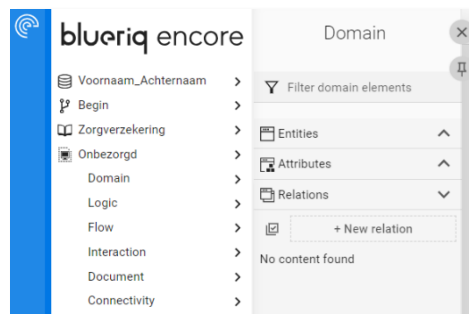 blueriq encore
Voornaam_Achternaam
Begin
Zorgverzekering
Onbezorgd
Domain
Logic
Flow
Interaction
Document
Connectivity
Domain
Filter domain elements
Entities
Attributes
Relations
+ New relation
No content found